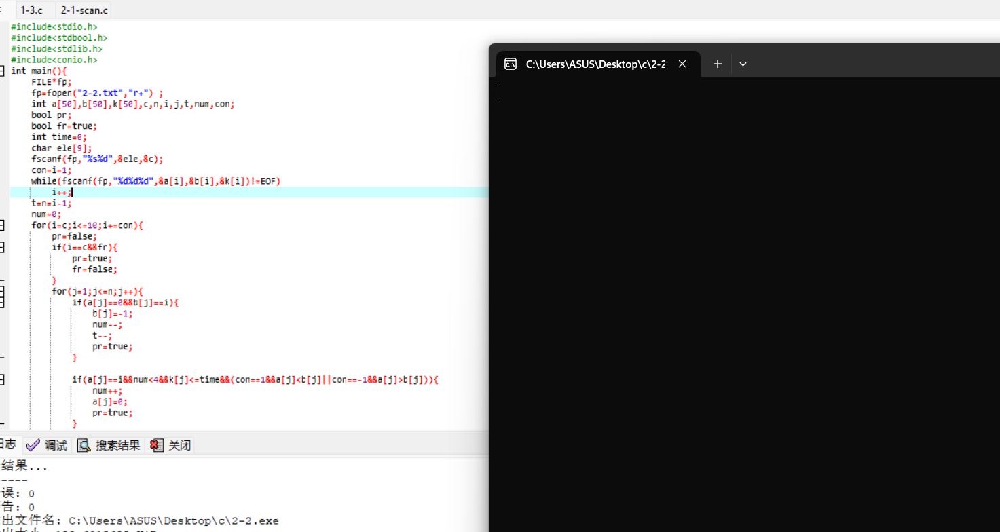 1-3.c 2-1-scan.c
#include<stdio.h>
#include<stdbool.h>
#include<stdlib.h>
#include<conio.h>
int main(){
FILE*fp;
fp=fopen("2-2.txt","r+") ;
int a[50],b[50],k[50],c,n,i,j,t,num,con;
bool pr;
bool fr=true;
int time=0;
char ele[9];
fscanf(fp,"%s%d",&ele,&c);
con=i=1;
while(fscanf(fp,"%d%d%d",&a[i],&b[i],&k[i])!=EOF)
i++;
t=n=i-1;
num=0;
for(i=c;i<=10;i+=con){
pr=false;
if(i==c&&fr){
pr=true;
fr=false;
}
for(j=1;j<=n;j++){
if(a[j]==0&&b[j]==i){
b[j]=-1;
num--;
t--;
pr=true;
}
if(a[j]==i&&num<4&&k[j]<=time&&(con==1&&a[j]<b[j]||con==-1&&a[j]>b[j])){
num++;
a[j]=0;
pr=true;
}
C:\Users\ASUS\Desktop\c\2-2
日志 调试 搜索结果 关闭
结果...
-----
误: 0
告: 0
出文件名: C:\Users\ASUS\Desktop\c\2-2.exe